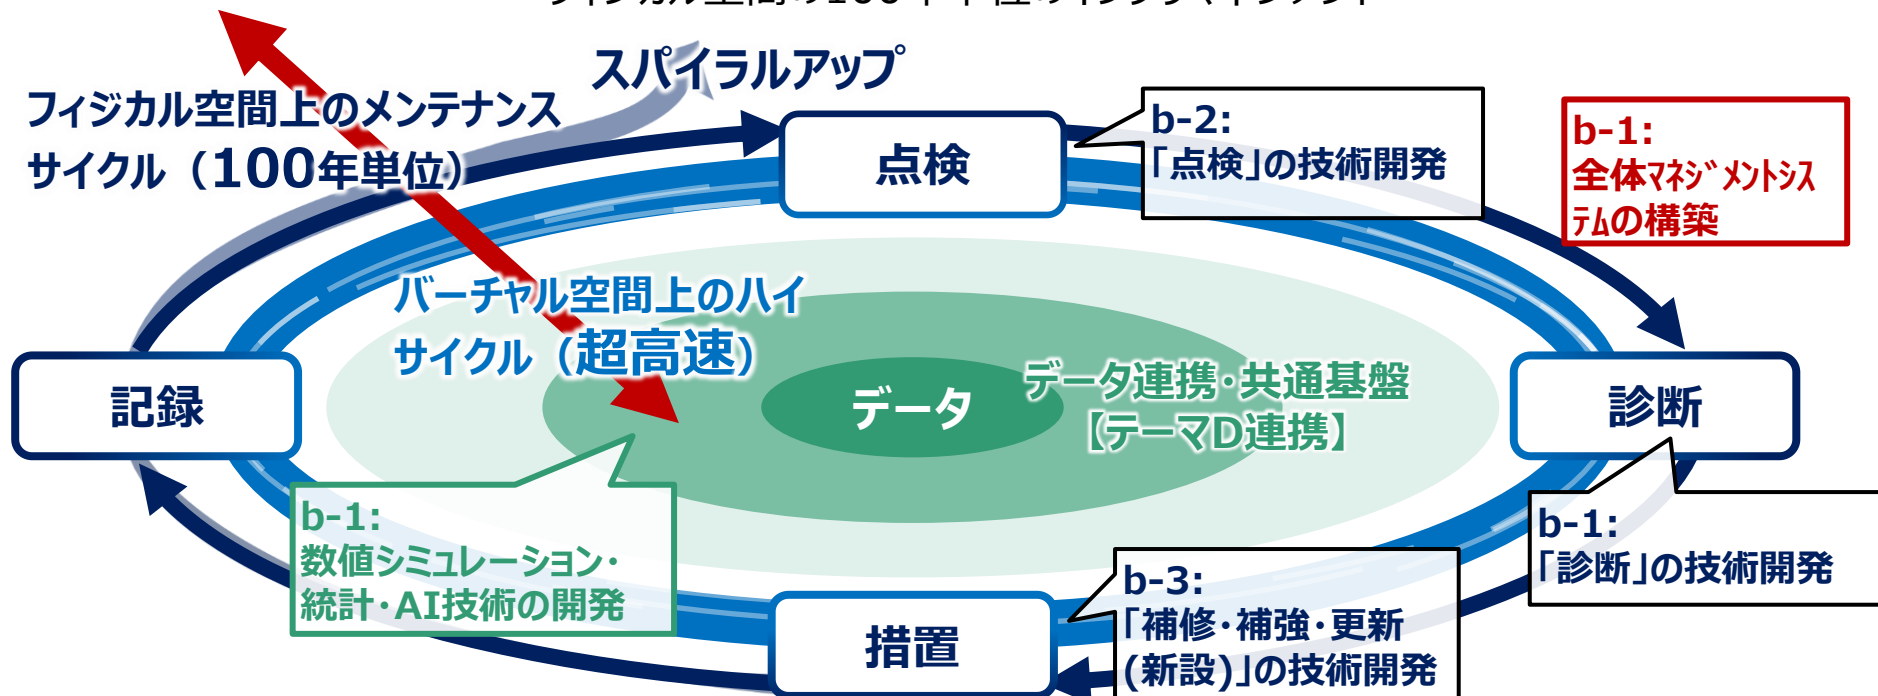 スパイラルアップ
フィジカル空間上のメンテナンス
サイクル（100年単位）
点検
b-2:
「点検」の技術開発
b-1:
全体ﾏﾈｼﾞﾒﾝﾄｼｽ
ﾃﾑの構築
バーチャル空間上のハイ
サイクル（超高速）
記録
データ
データ連携・共通基盤
【テーマD連携】
診断
b-1:
数値シミュレーション・
統計・AI技術の開発
b-1:
「診断」の技術開発
措置
b-3:
「補修・補強・更新
(新設)」の技術開発